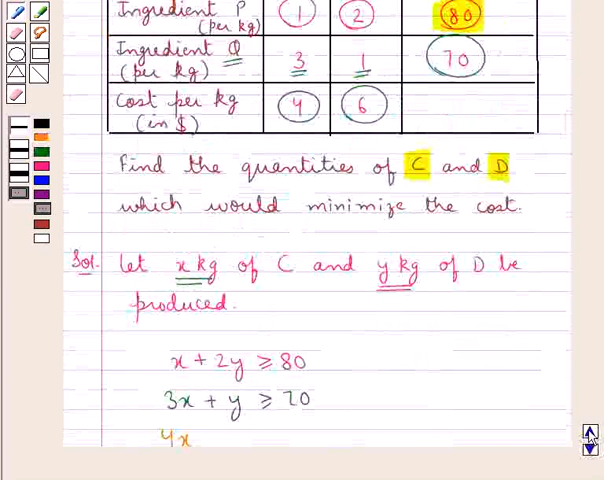 Ingredient P 1 2 80
(per kg)
Ingredient Q 3 1 70
(per kg)
Cost per kg 4 6
(in $)
Find the quantities of C and D
which would minimize the cost.
Sol. Let x kg of C and y kg of D be
produced.
x + 2y ≥ 80
3x + y ≥ 70
4x